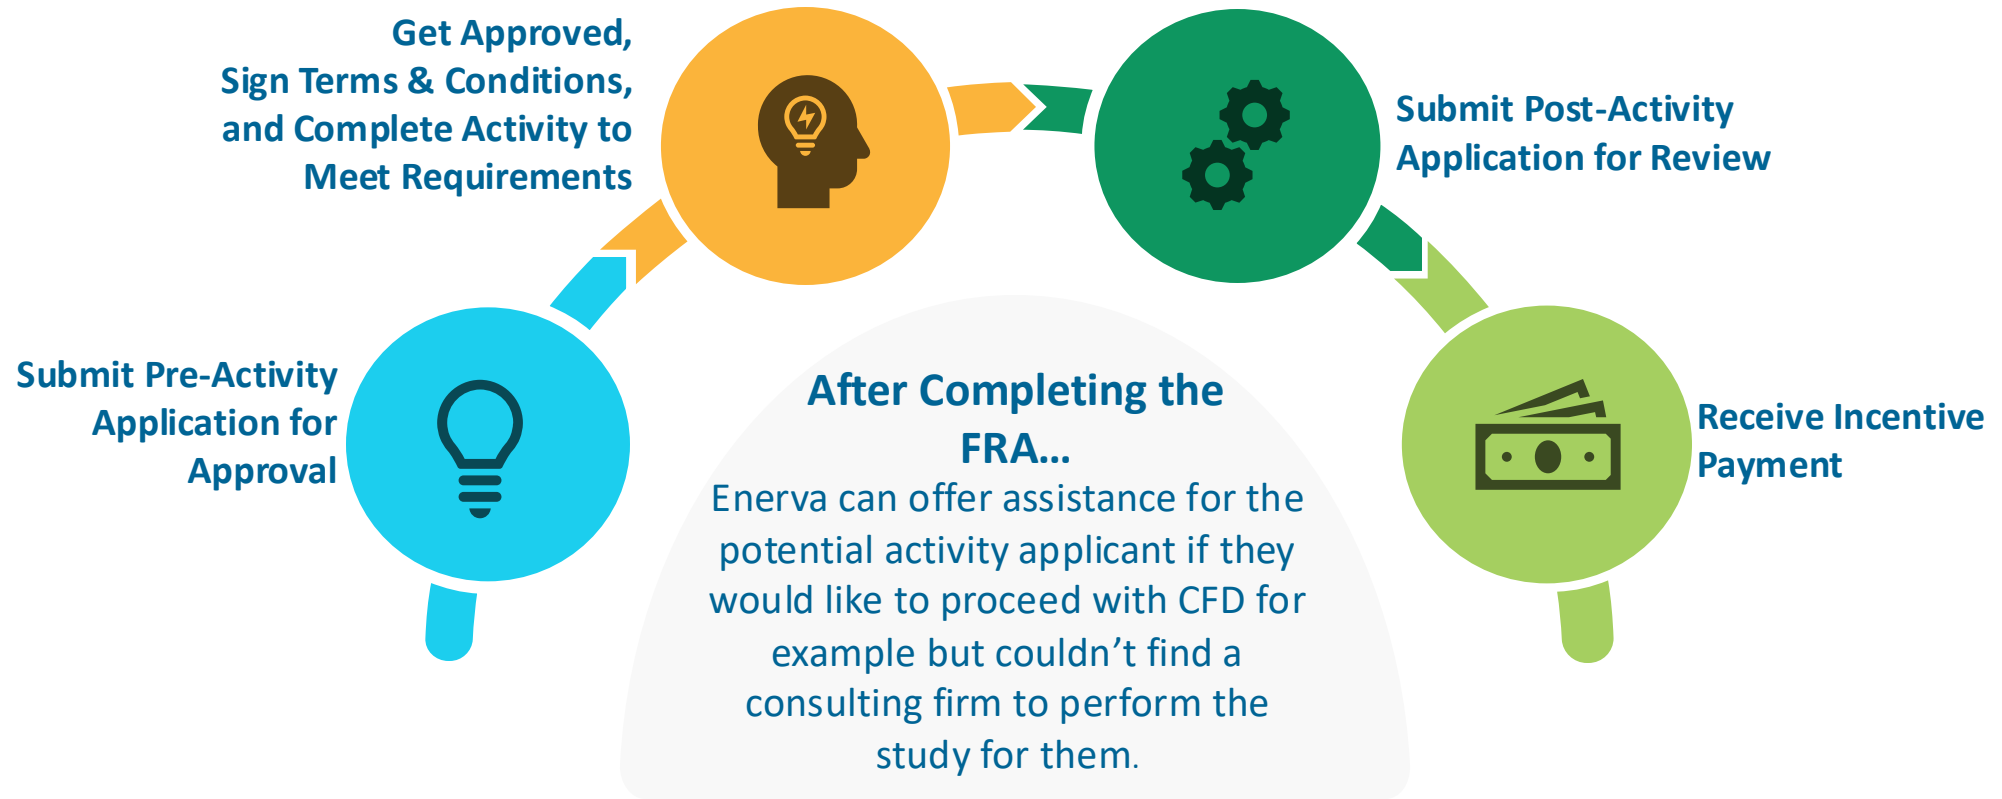 Get Approved,
Sign Terms & Conditions,
and Complete Activity to
Meet Requirements
Submit Post-Activity
Application for Review
Submit Pre-Activity
Application for
Approval
After Completing the
FRA...
Enerva can offer assistance for the
potential activity applicant if they
would like to proceed with CFD for
example but couldn’t find a
consulting firm to perform the
study for them.
Receive Incentive
Payment